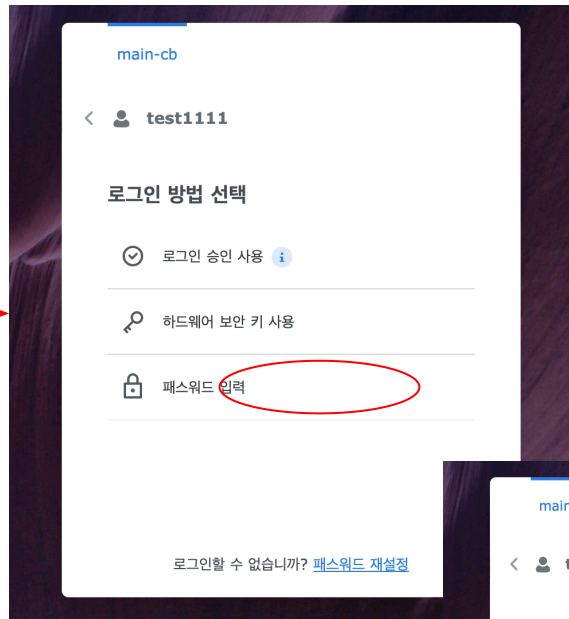 main-cb
test1111
로그인 방법 선택
로그인 승인 사용 i
하드웨어 보안 키 사용
패스워드 입력
로그인할 수 없습니까? 패스워드 재설정
main
t